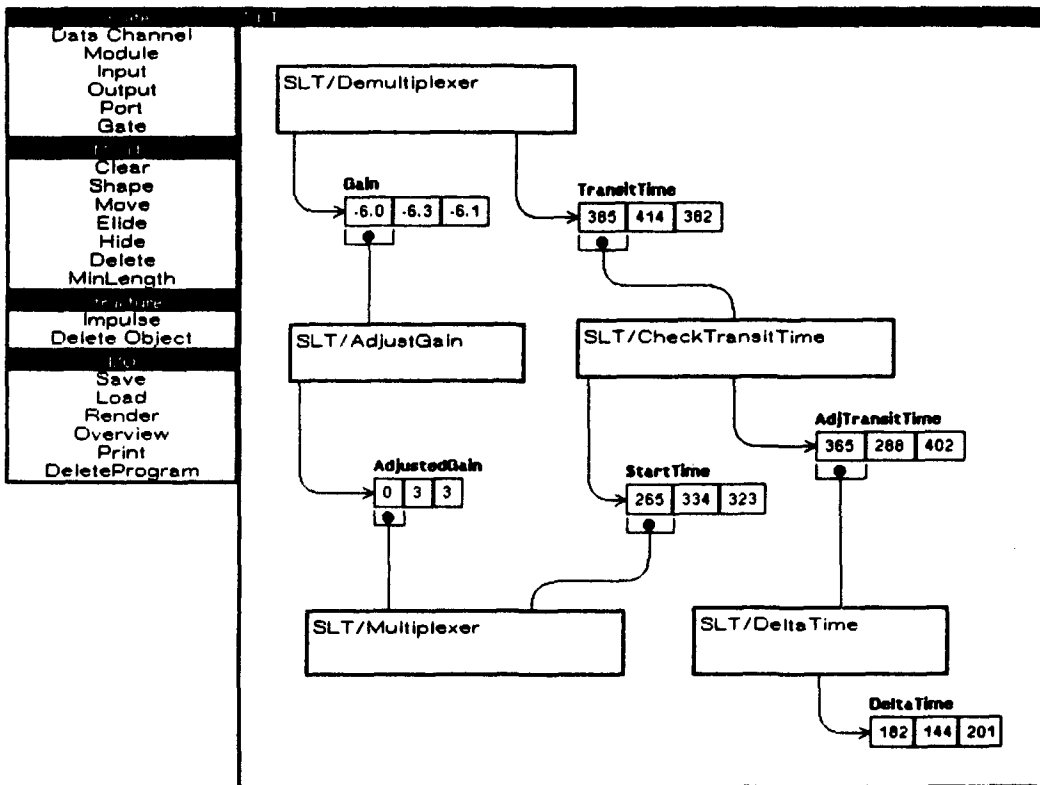 SLT
Data Channel
Module
Input
Output
Port
Gate
Clear
Shape
Move
Elide
Hide
Delete
MinLength
Impulse
Delete Object
Save
Load
Render
Overview
Print
DeleteProgram
SLT/Demultiplexer
Gain
-6.0 -6.3 -6.1
TransitTime
385 414 382
SLT/AdjustGain
SLT/CheckTransitTime
AdjTransitTime
365 288 402
AdjustedGain
0 3 3
StartTime
265 334 323
SLT/Multiplexer
SLT/DeltaTime
DeltaTime
182 144 201